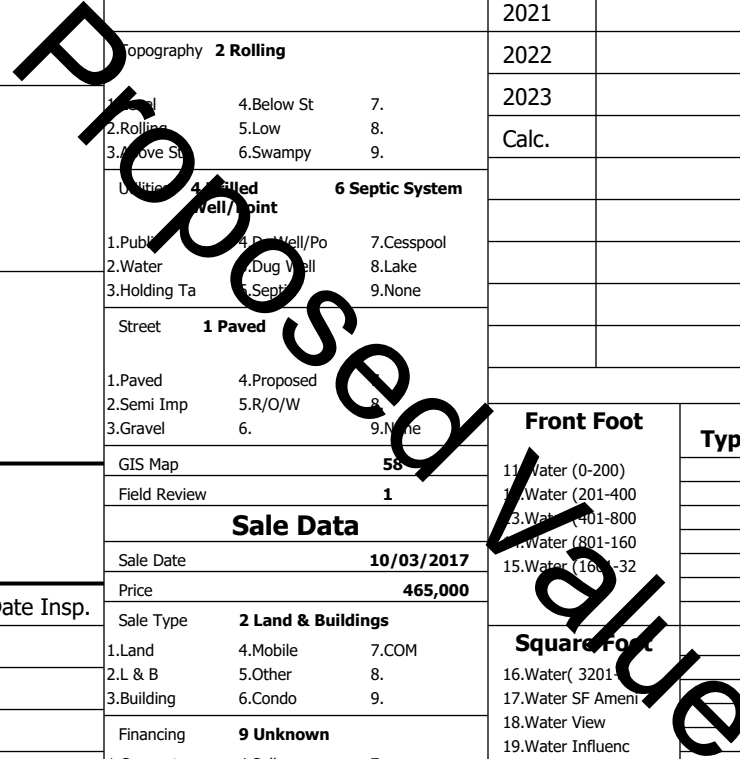 Proposed Value
2021
2022
2023
Calc.
Topography 2 Rolling
4.Below St 7.
2.Rolling 5.Low 8.
3.Above St 6.Swampy 9.
Utilities 4 Drilled 6 Septic System
Well/Point
1.Public 4.Dr Well/Po 7.Cesspool
2.Water 5.Dug Well 8.Lake
3.Holding Ta 6.Septic 9.None
Street 1 Paved
1.Paved 4.Proposed
2.Semi Imp 5.R/O/W 8.
3.Gravel 6. 9.None
GIS Map 58
Field Review 1
Sale Data
Sale Date 10/03/2017
Price 465,000
Sale Type 2 Land & Buildings
1.Land 4.Mobile 7.COM
2.L & B 5.Other 8.
3.Building 6.Condo 9.
Financing 9 Unknown
Date Insp.
Front Foot
Typ
11.Water (0-200)
12.Water (201-400
13.Water (401-800
14.Water (801-160
15.Water (1601-32
Square Foot
16.Water( 3201-
17.Water SF Ameni
18.Water View
19.Water Influenc